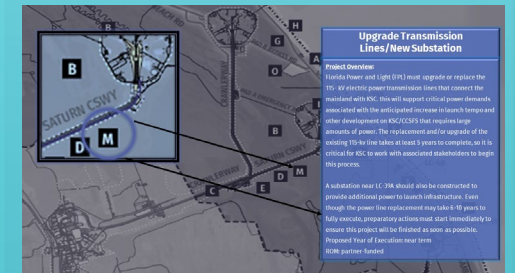 B
SATURN CSWY
D
M
B
H
G
A
O
CRAWLERWAY
B
SATURN CSWY
M
D
E
C
CRAWLERWAY
Upgrade Transmission
Lines/New Substation
Project Overview:
Florida Power and Light (FPL) must upgrade or replace the
115- kV electric power transmission lines that connect the
mainland with KSC. this will support critical power demands
associated with the anticipated increase in launch tempo and
other development on KSC/CCSFS that requires large
amounts of power. The replacement and/or upgrade of the
existing 115-kv line takes at least 5 years to complete, so it is
critical for KSC to work with associated stakeholders to begin
this process.
A substation near LC-39A should also be constructed to
provide additional power to launch infrastructure. Even
though the power line replacement may take 6-10 years to
fully execute, preparatory actions must start immediately to
ensure this project will be finished as soon as possible.
Proposed Year of Execution: near term
ROM: partner-funded